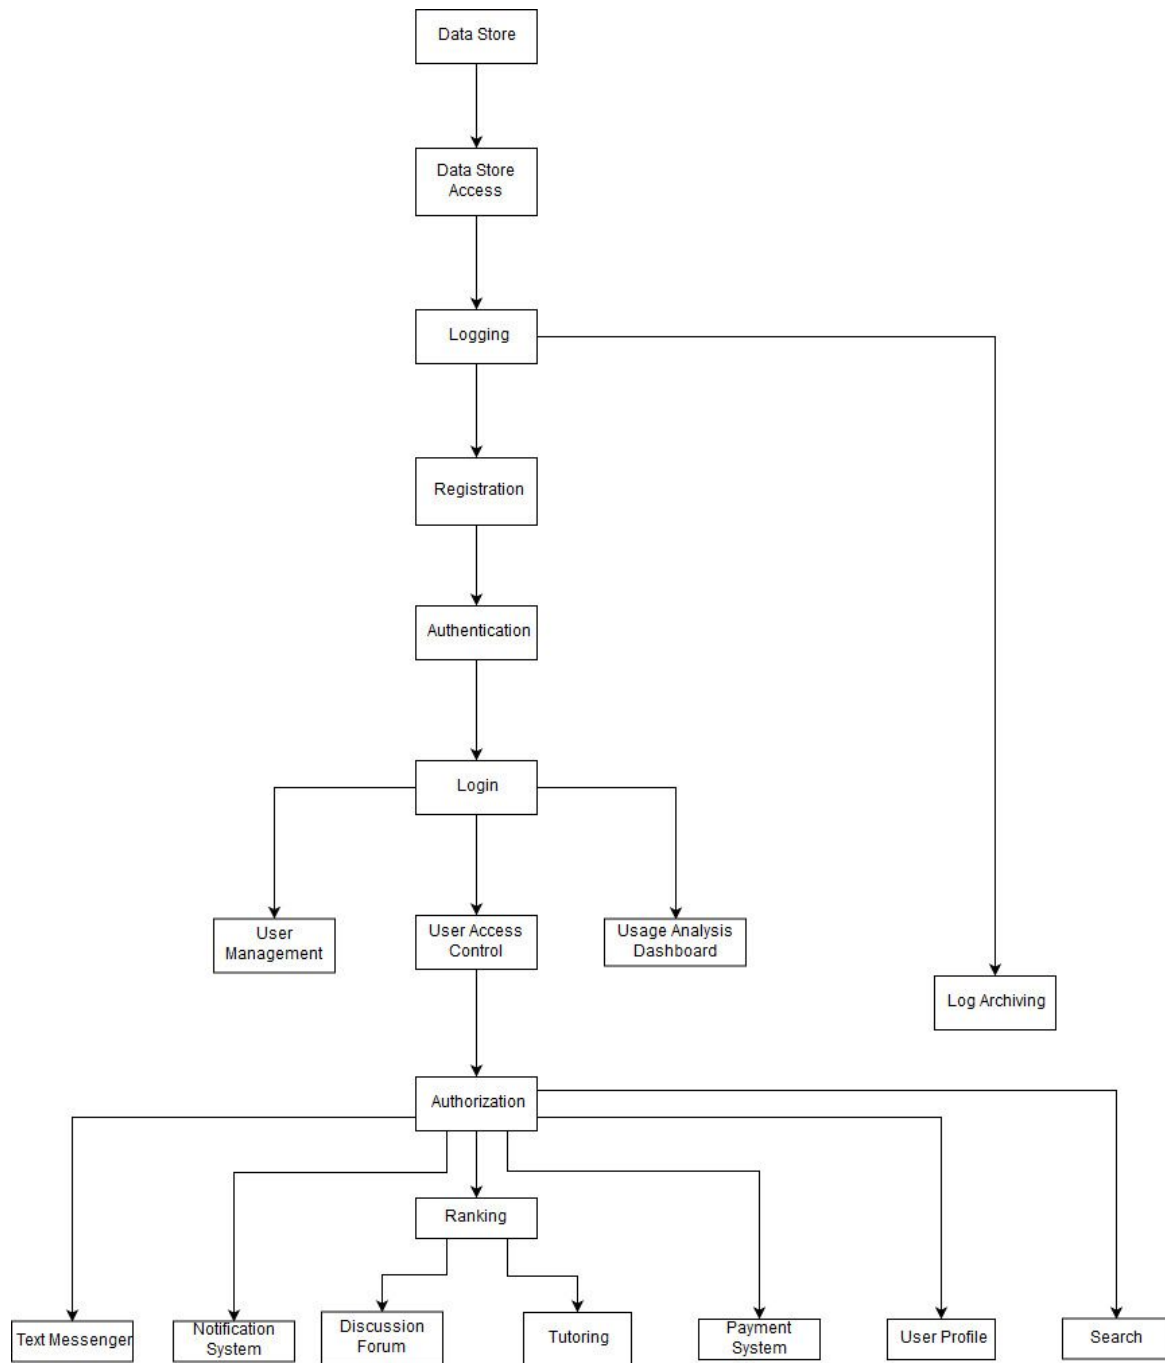 Data Store
Data Store
Access
Logging
Registration
Authentication
Login
User
Management
User Access
Control
Usage Analysis
Dashboard
Log Archiving
Authorization
Ranking
Text Messenger
Notification
System
Discussion
Forum
Tutoring
Payment
System
User Profile
Search